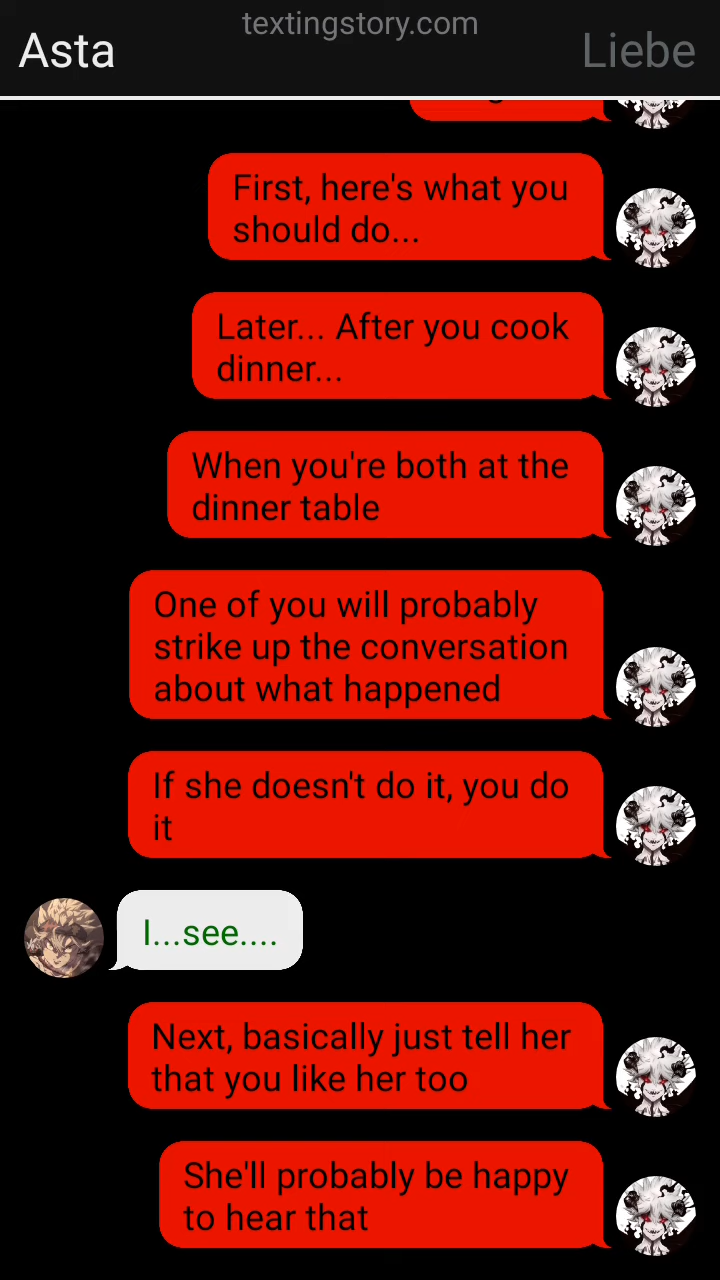 textingstory.com
Asta
Liebe
First, here's what you
should do...
Later... After you cook
dinner...
When you're both at the
dinner table
One of you will probably
strike up the conversation
about what happened
If she doesn't do it, you do
it
I...see....
Next, basically just tell her
that you like her too
She'll probably be happy
to hear that